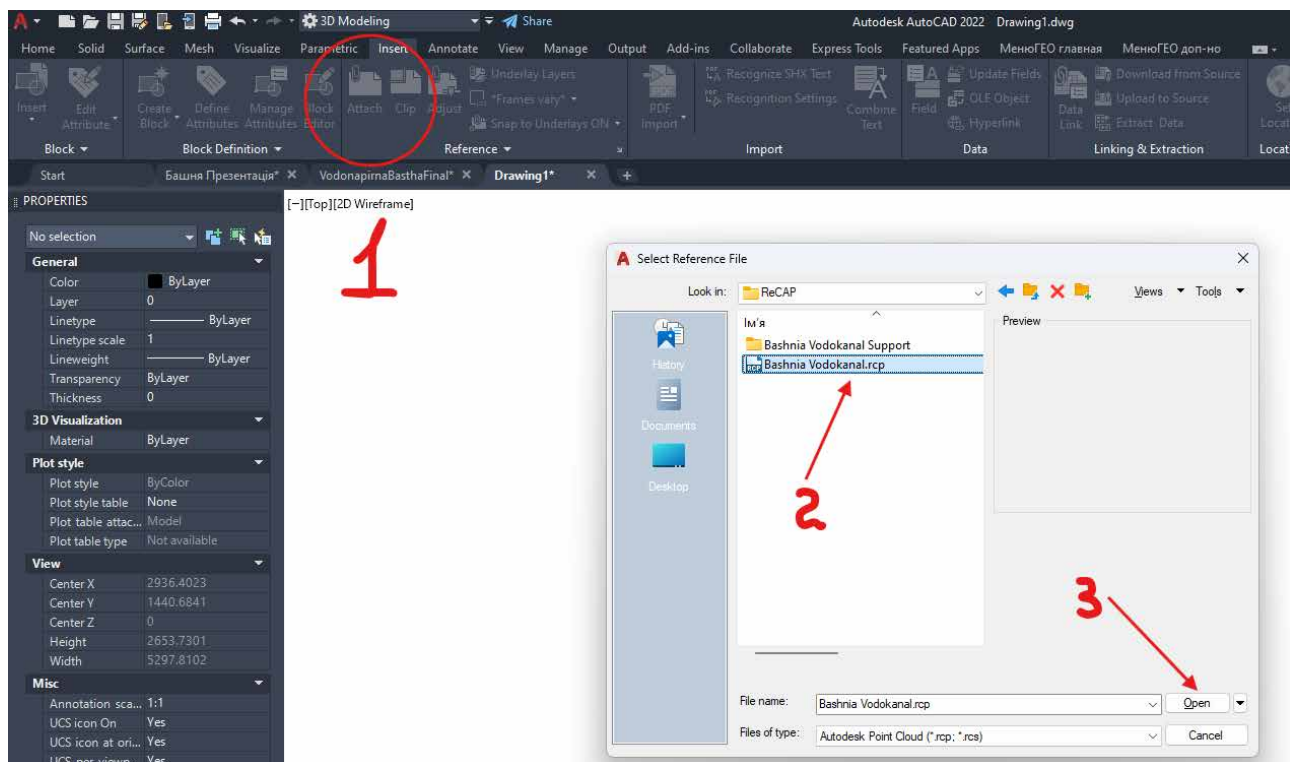 3D Modeling
Share
Autodesk AutoCAD 2022 Drawing1.dwg
Home Solid Surface Mesh Visualize Parametric Insert Annotate View Manage Output Add-ins Collaborate Express Tools Featured Apps МенюГЕО главная МенюГЕО доп-но
Underlay Layers
Recognize SHX Text
Update Fields
Download from Source
*Frames vary*
Recognition Settings
OLE Object
Upload to Source
Insert Edit Attribute Create Block Define Attributes Manage Attributes Block Editor Attach Clip Adjust
Snap to Underlays ON
PDF Import
Combine Text
Field
Hyperlink
Data Link
Extract Data
Block Block Definition Reference Import Data Linking & Extraction Locat
Start Башня Презентація* VodonapirnaBasthaFinal* Drawing1*
PROPERTIES
[−][Top][2D Wireframe]
No selection
General
Color ByLayer
Layer 0
Linetype ByLayer
Linetype scale 1
Lineweight ByLayer
Transparency ByLayer
Thickness 0
3D Visualization
Material ByLayer
Plot style
Plot style ByColor
Plot style table None
Plot table attac... Model
Plot table type Not available
View
Center X 2936.4023
Center Y 1440.6841
Center Z 0
Height 2653.7301
Width 5297.8102
Misc
Annotation sca... 1:1
UCS icon On Yes
UCS icon at ori... Yes
UCS per viewp... Yes
1
Select Reference File
Look in: ReCAP
Views Tools
Ім'я
Preview
Bashnia Vodokanal Support
Bashnia Vodokanal.rcp
History
Documents
Desktop
2
3
File name: Bashnia Vodokanal.rcp Open
Files of type: Autodesk Point Cloud (*.rcp; *.rcs) Cancel